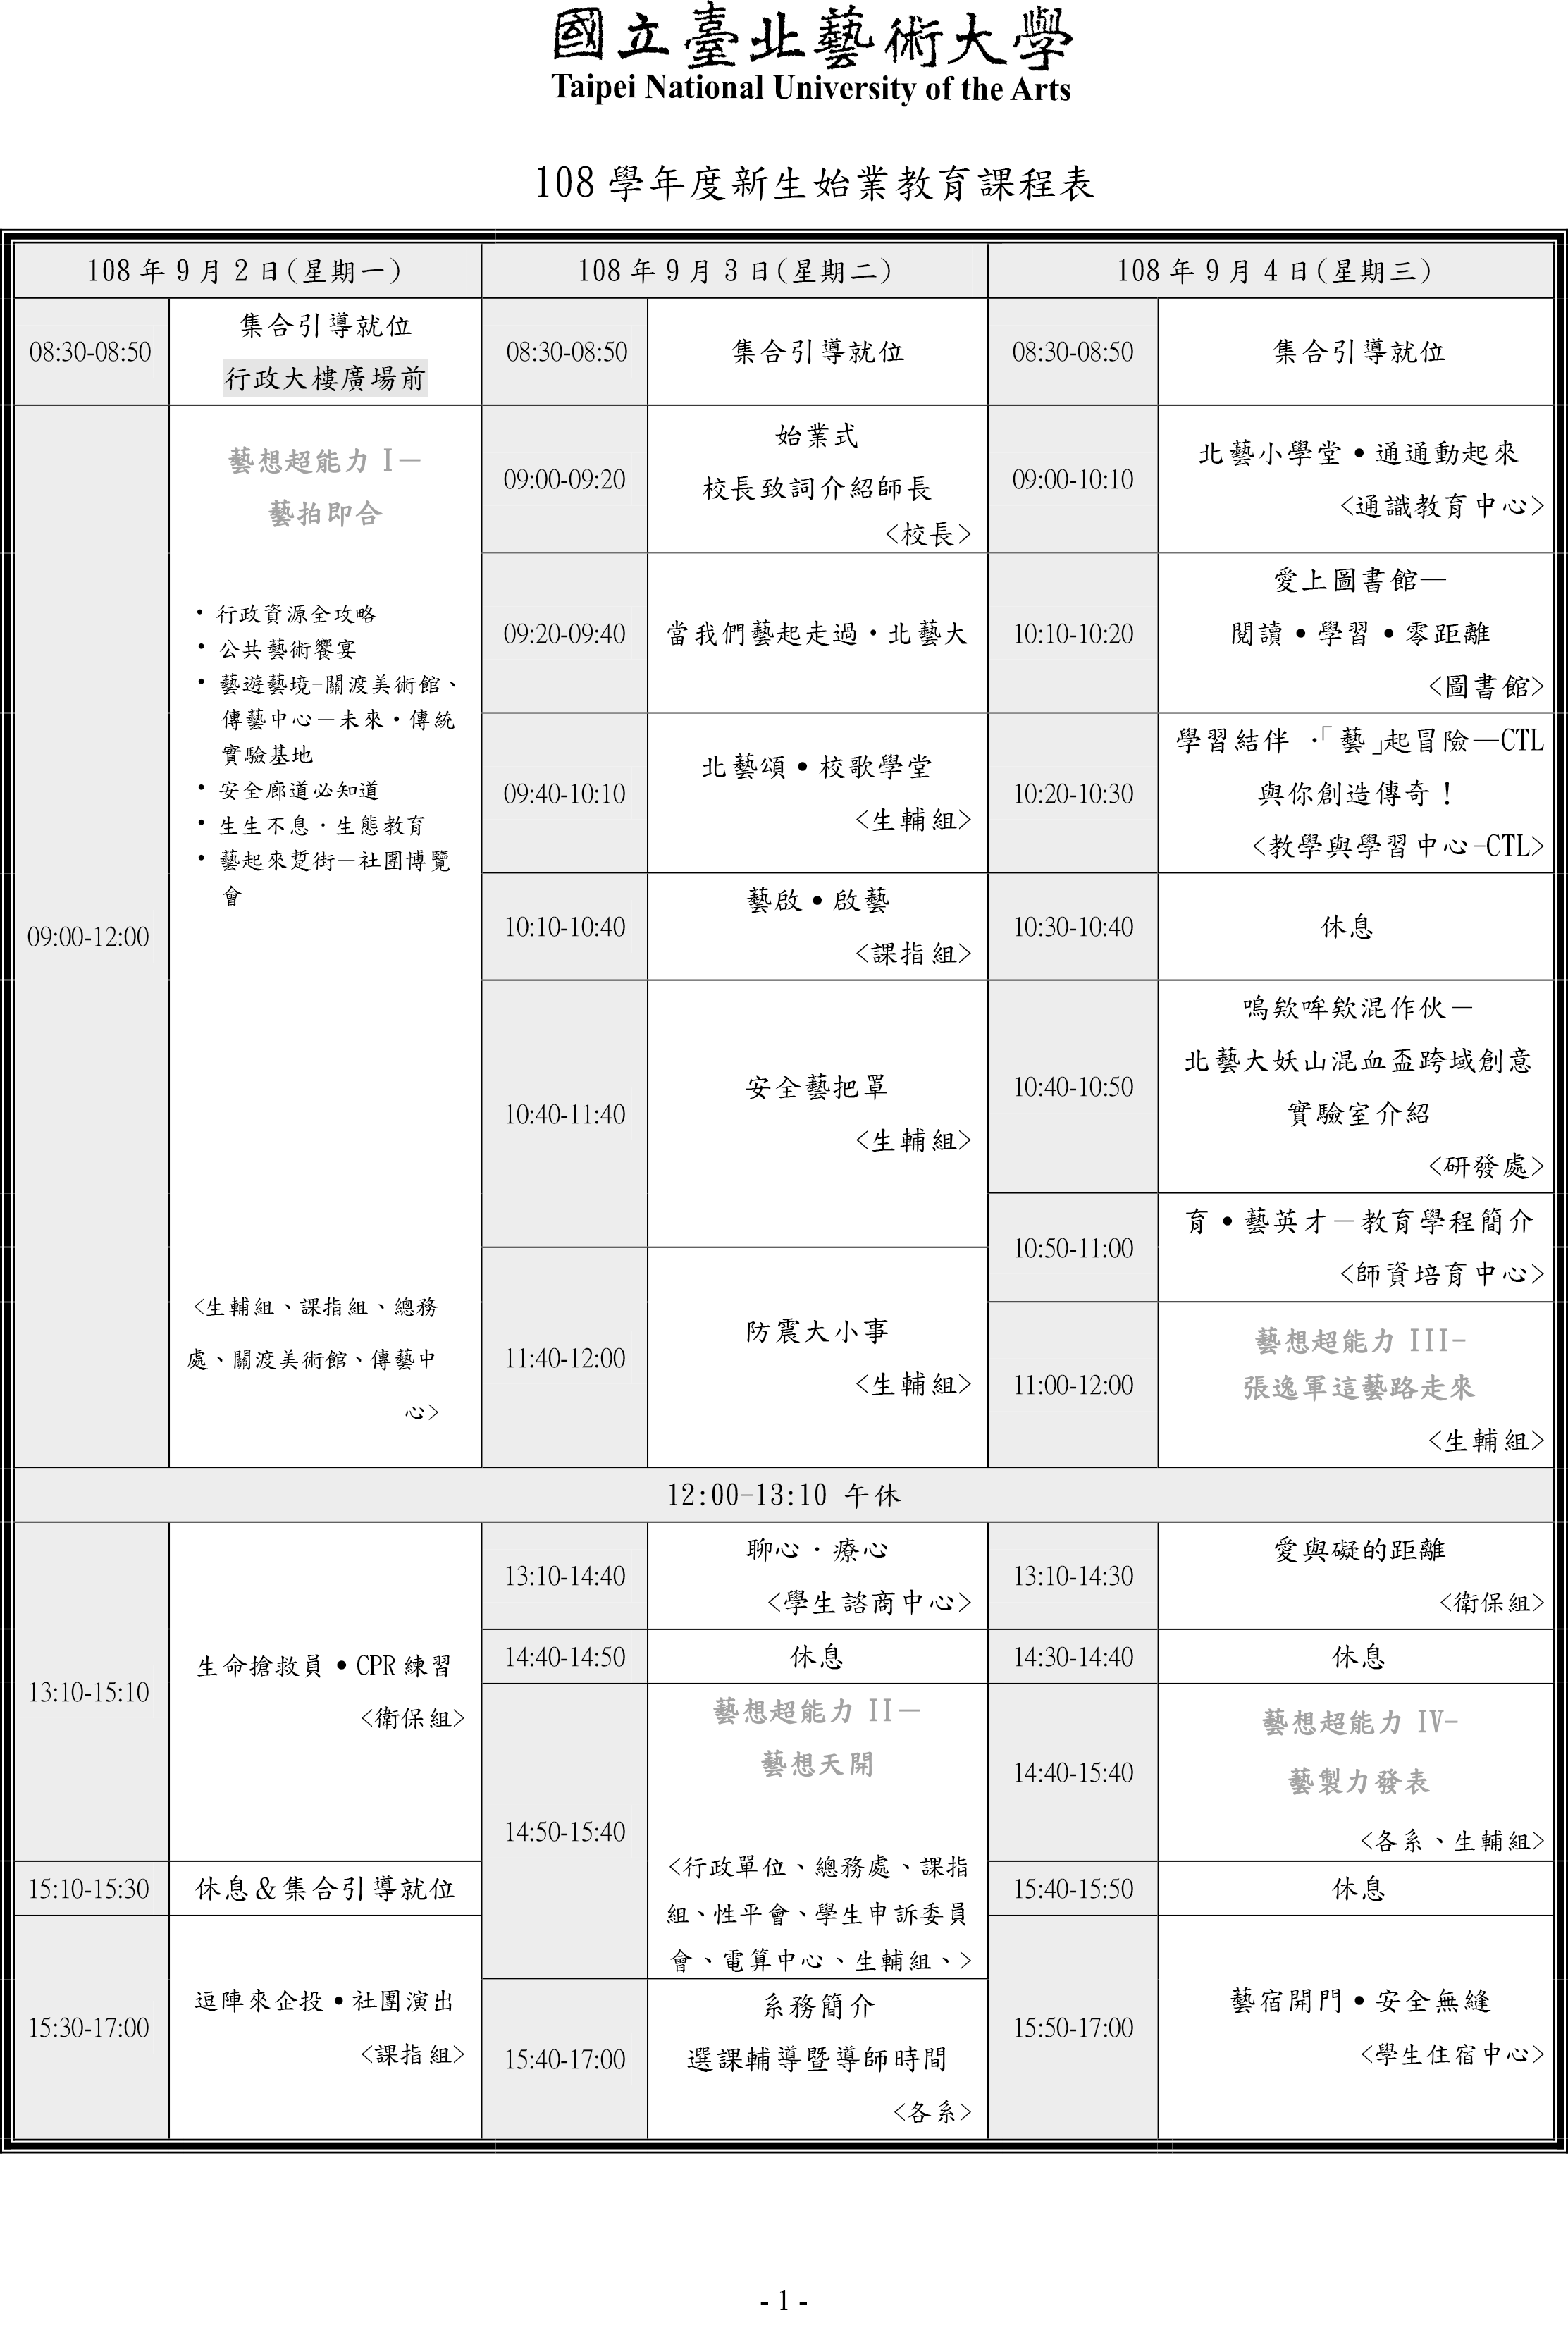 國立臺北藝術大學
Taipei National University of the Arts
108 學年度新生始業教育課程表
108 年 9 月 2 日(星期一)
108 年 9 月 3 日(星期二)
108 年 9 月 4 日(星期三)
08:30-08:50
集合引導就位
行政大樓廣場前
08:30-08:50
集合引導就位
08:30-08:50
集合引導就位
09:00-12:00
藝想超能力 I－
藝拍即合
• 行政資源全攻略
• 公共藝術饗宴
• 藝遊藝境-關渡美術館、
傳藝中心－未來・傳統
實驗基地
• 安全廊道必知道
• 生生不息・生態教育
• 藝起來踅街－社團博覽
會
<生輔組、課指組、總務
處、關渡美術館、傳藝中
心>
09:00-09:20
始業式
校長致詞介紹師長
<校長>
09:20-09:40
當我們藝起走過・北藝大
09:40-10:10
北藝頌•校歌學堂
<生輔組>
10:10-10:40
藝啟•啟藝
<課指組>
10:40-11:40
安全藝把罩
<生輔組>
11:40-12:00
防震大小事
<生輔組>
09:00-10:10
北藝小學堂•通通動起來
<通識教育中心>
10:10-10:20
愛上圖書館—
閱讀•學習•零距離
<圖書館>
10:20-10:30
學習結伴 ·「藝」起冒險—CTL
與你創造傳奇！
<教學與學習中心-CTL>
10:30-10:40
休息
10:40-10:50
嗚欸哞欸混作伙－
北藝大妖山混血盃跨域創意
實驗室介紹
<研發處>
10:50-11:00
育•藝英才－教育學程簡介
<師資培育中心>
11:00-12:00
藝想超能力 III-
張逸軍這藝路走來
<生輔組>
12:00-13:10 午休
13:10-15:10
生命搶救員•CPR 練習
<衛保組>
15:10-15:30
休息＆集合引導就位
15:30-17:00
逗陣來企投•社團演出
<課指組>
13:10-14:40
聊心．療心
<學生諮商中心>
14:40-14:50
休息
14:50-15:40
藝想超能力 II－
藝想天開
<行政單位、總務處、課指
組、性平會、學生申訴委員
會、電算中心、生輔組、>
15:40-17:00
系務簡介
選課輔導暨導師時間
<各系>
13:10-14:30
愛與礙的距離
<衛保組>
14:30-14:40
休息
14:40-15:40
藝想超能力 IV-
藝製力發表
<各系、生輔組>
15:40-15:50
休息
15:50-17:00
藝宿開門•安全無縫
<學生住宿中心>
- 1 -